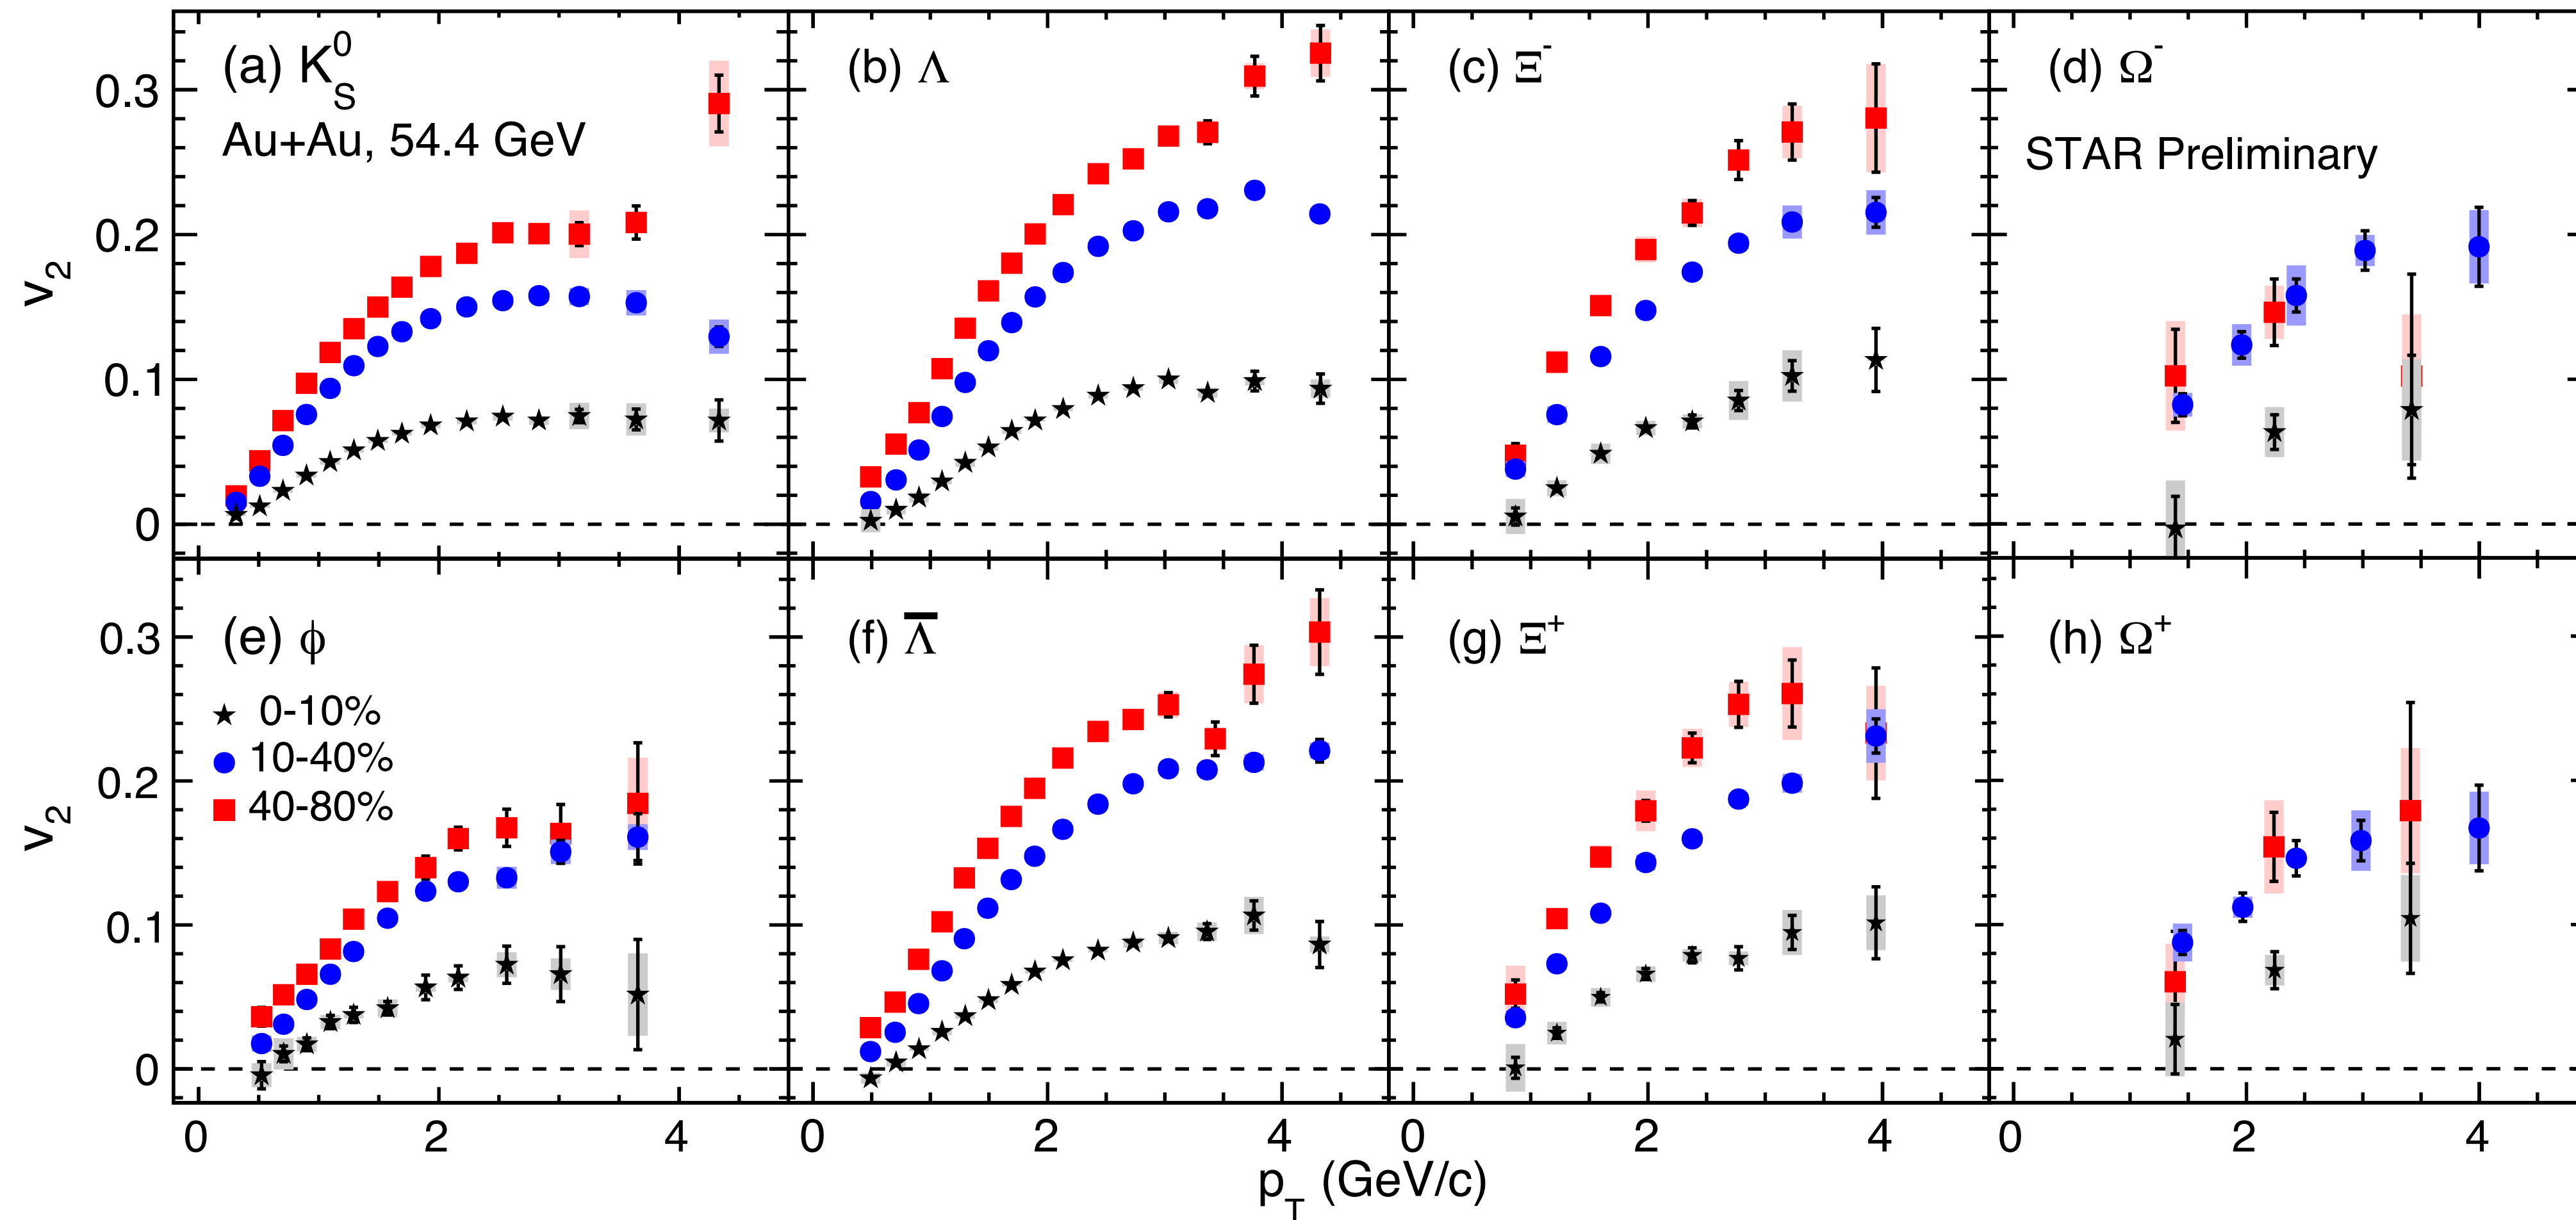 (a) K⁰_S
Au+Au, 54.4 GeV
(b) Λ
(c) Ξ⁻
(d) Ω⁻
STAR Preliminary
v₂
0.3
0.2
0.1
0
(e) ϕ
0-10%
10-40%
40-80%
(f) Λ̅
(g) Ξ⁺
(h) Ω⁺
v₂
0.3
0.2
0.1
0
0 2 4
0 2 4
0 2 4
0 2 4
p_T (GeV/c)